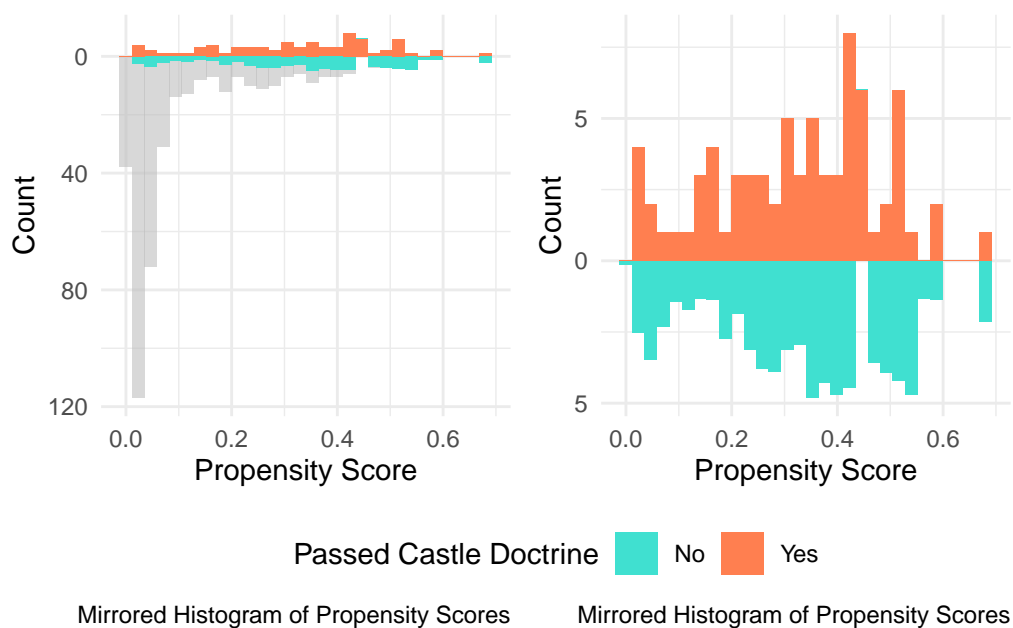 0
40
80
120
Count
0.0 0.2 0.4 0.6
Propensity Score
5
0
5
Count
0.0 0.2 0.4 0.6
Propensity Score
Passed Castle Doctrine No Yes
Mirrored Histogram of Propensity Scores
Mirrored Histogram of Propensity Scores